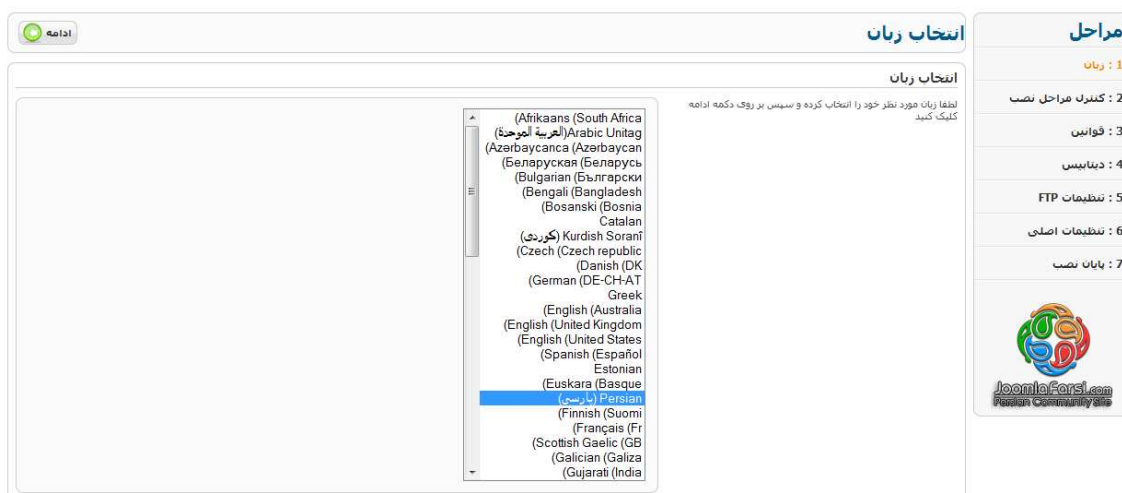 مراحل
1 : زبان
2 : کنترل مراحل نصب
3 : قوانین
4 : دیتابیس
5 : تنظیمات FTP
6 : تنظیمات اصلی
7 : پایان نصب
JoomlaFarsi.com
Persian Community Site
انتخاب زبان
ادامه
انتخاب زبان
لطفا زبان مورد نظر خود را انتخاب کرده و سپس بر روی دکمه ادامه
کلیک کنید
Afrikaans (South Africa)
Arabic Unitag (العربية الموحدة)
Azərbaycanca (Azərbaycan)
Беларуская (Беларусь)
Bulgarian (Български)
Bengali (Bangladesh)
Bosanski (Bosnia)
Catalan
Kurdish Soranî (کوردی)
Czech (Czech republic)
Danish (DK)
German (DE-CH-AT)
Greek
English (Australia)
English (United Kingdom)
English (United States)
Spanish (Español)
Estonian
Euskara (Basque)
Persian (پارسی)
Finnish (Suomi)
Français (Fr)
Scottish Gaelic (GB)
Galician (Galiza)
Gujarati (India)